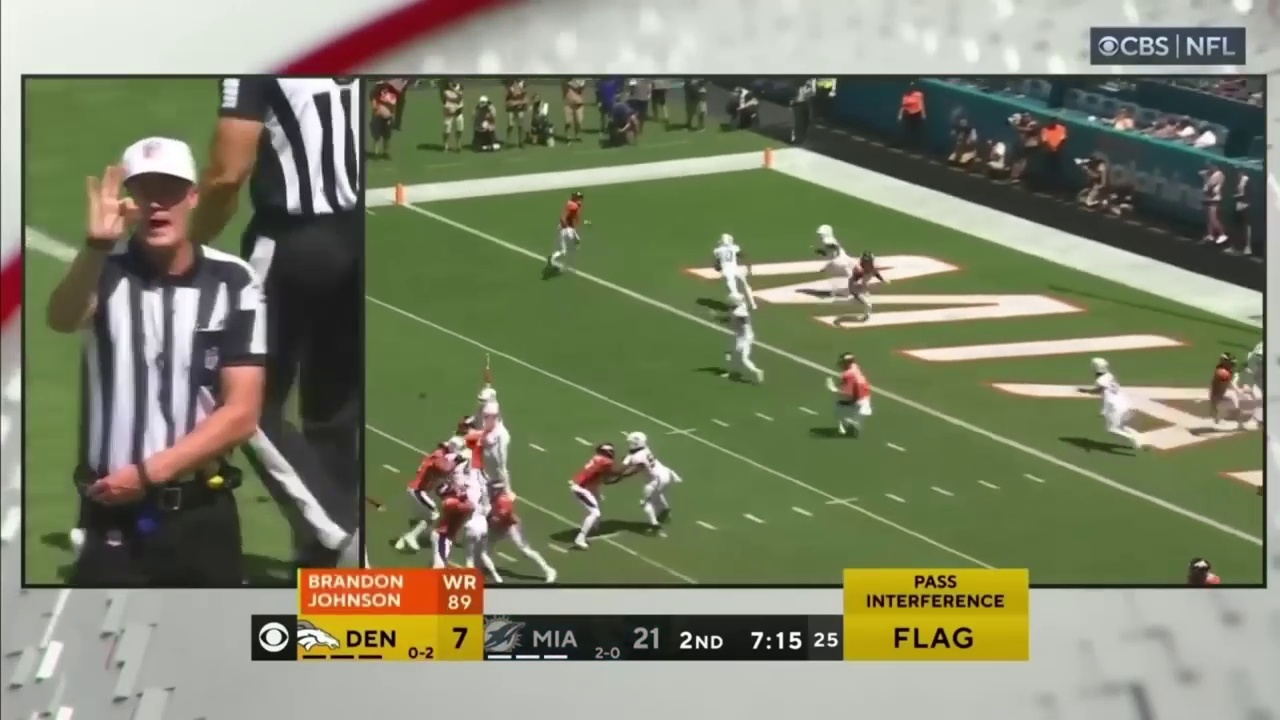 CBS | NFL
dolphins
BRANDON JOHNSON
WR 89
PASS INTERFERENCE
FLAG
DEN 0-2 7 MIA 2-0 21 2ND 7:15 25